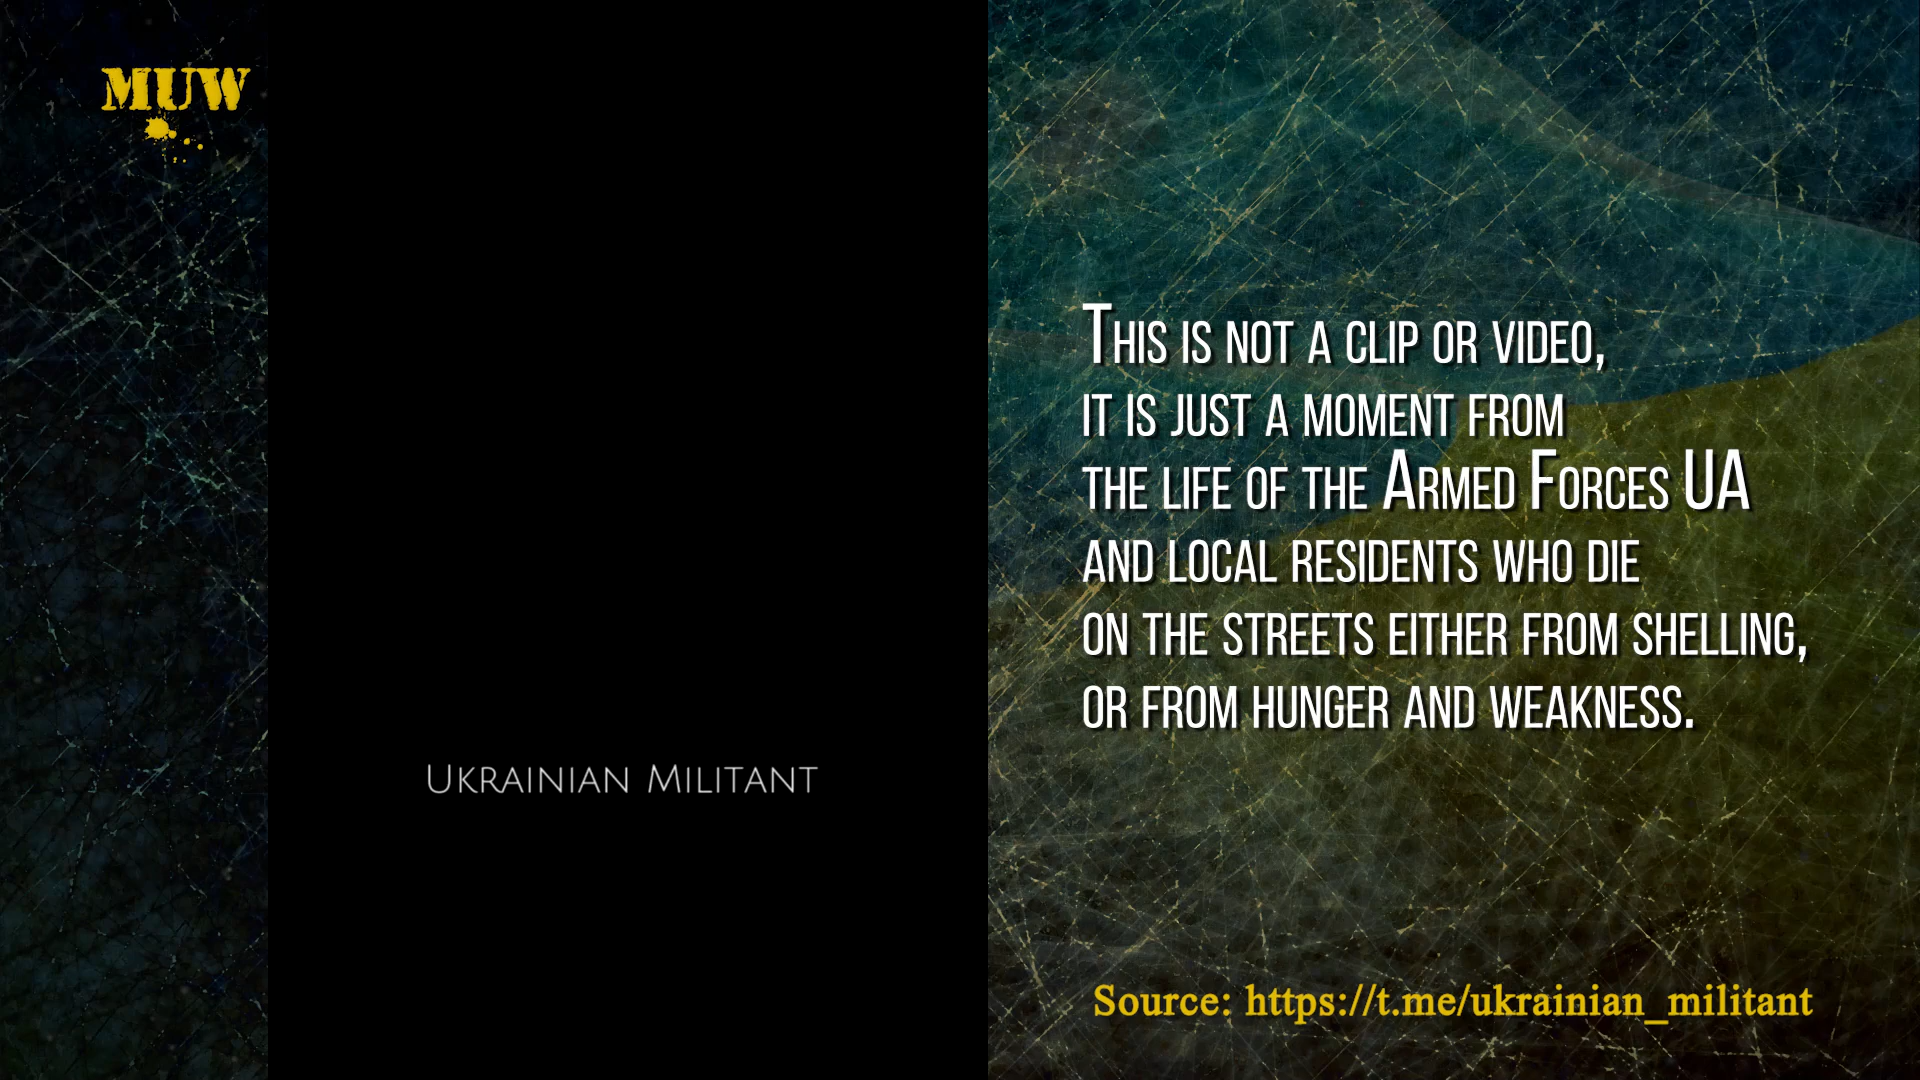 MUW
Ukrainian Militant
This is not a clip or video,
it is just a moment from
the life of the Armed Forces UA
and local residents who die
on the streets either from shelling,
or from hunger and weakness.
Source: https://t.me/ukrainian_militant